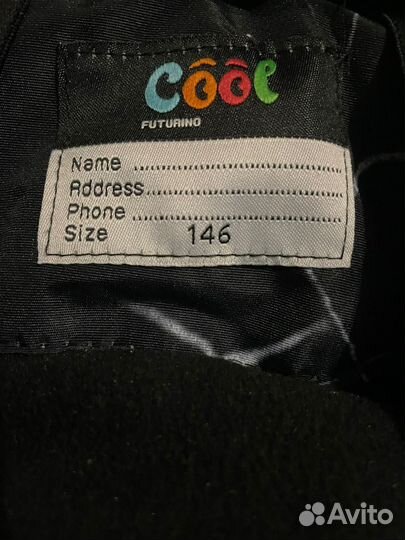 cool
FUTURINO
Name ..............................
Address ..........................
Phone ............................
Size 146
Avito